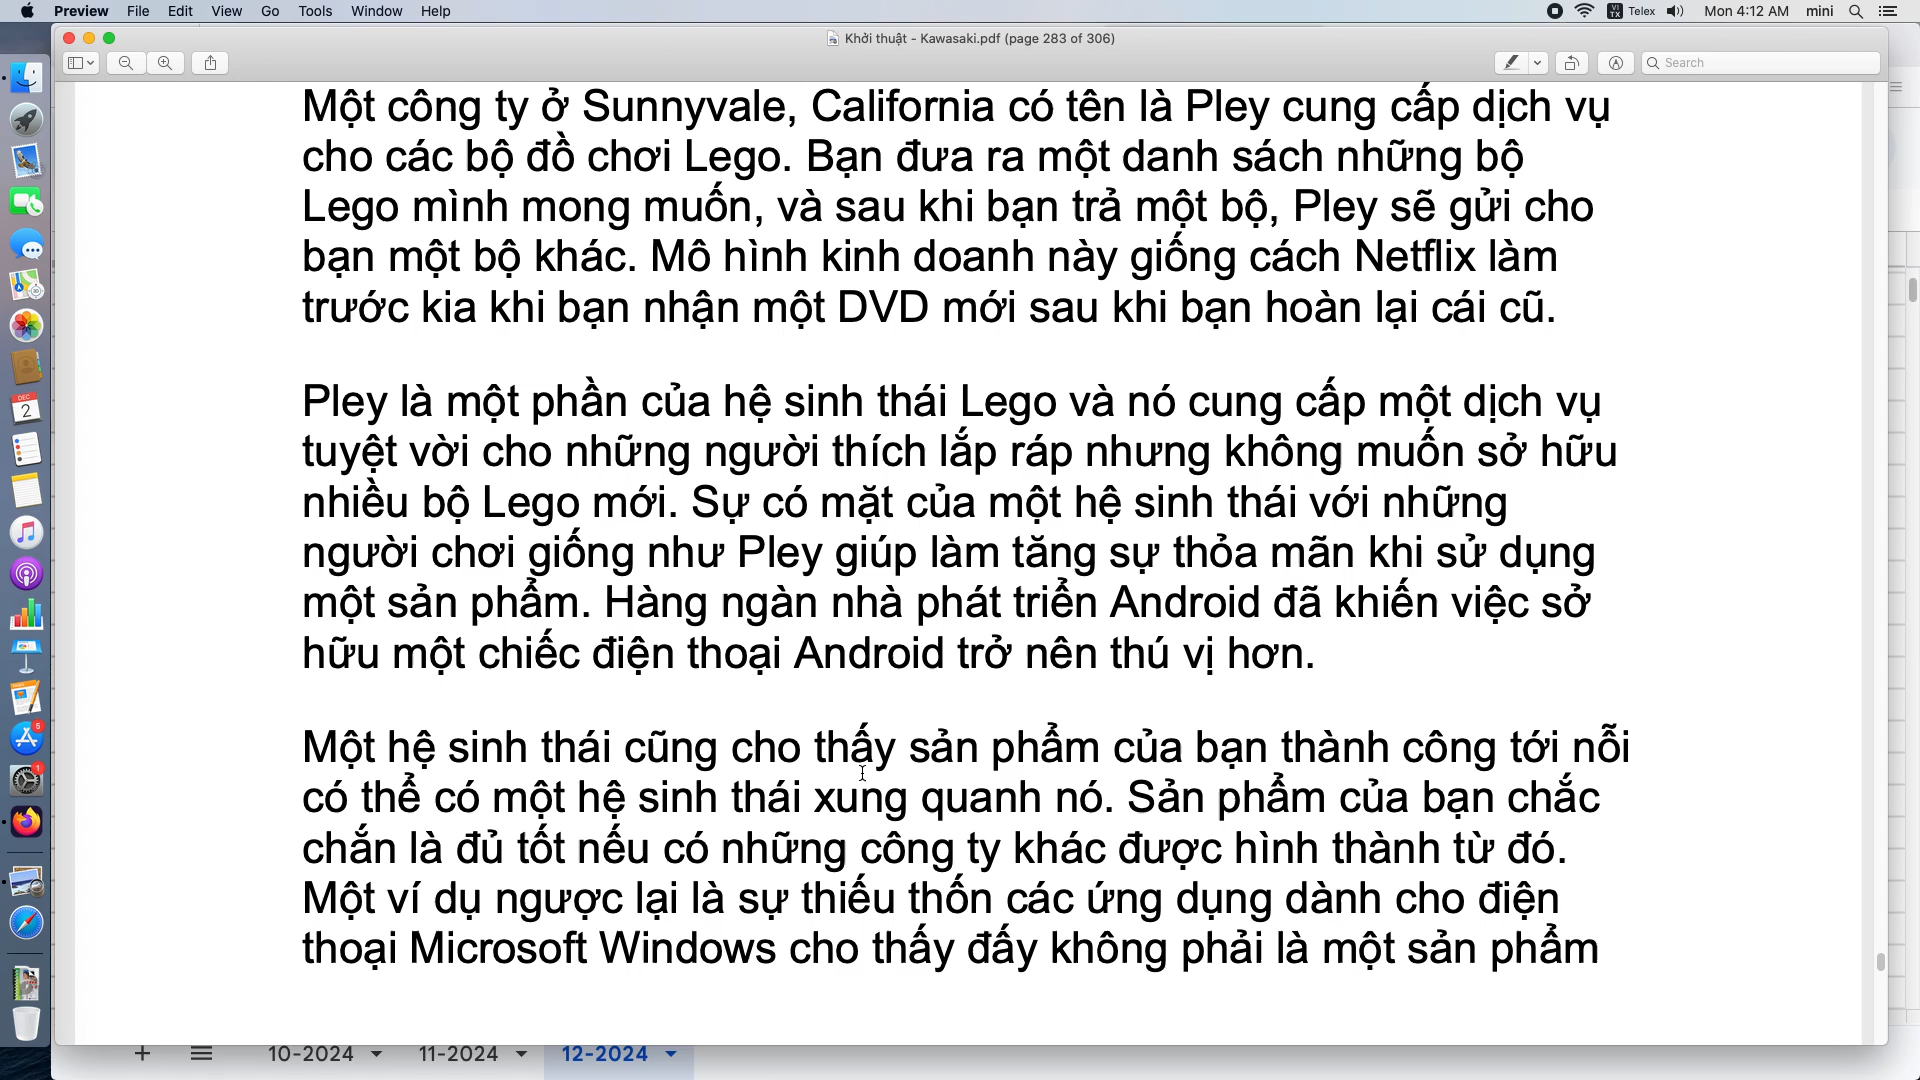 Preview File Edit View Go Tools Window Help
VI TX Telex Mon 4:12 AM mini
Khởi thuật - Kawasaki.pdf (page 283 of 306)
Search
Một công ty ở Sunnyvale, California có tên là Pley cung cấp dịch vụ
cho các bộ đồ chơi Lego. Bạn đưa ra một danh sách những bộ
Lego mình mong muốn, và sau khi bạn trả một bộ, Pley sẽ gửi cho
bạn một bộ khác. Mô hình kinh doanh này giống cách Netflix làm
trước kia khi bạn nhận một DVD mới sau khi bạn hoàn lại cái cũ.
Pley là một phần của hệ sinh thái Lego và nó cung cấp một dịch vụ
tuyệt vời cho những người thích lắp ráp nhưng không muốn sở hữu
nhiều bộ Lego mới. Sự có mặt của một hệ sinh thái với những
người chơi giống như Pley giúp làm tăng sự thỏa mãn khi sử dụng
một sản phẩm. Hàng ngàn nhà phát triển Android đã khiến việc sở
hữu một chiếc điện thoại Android trở nên thú vị hơn.
Một hệ sinh thái cũng cho thấy sản phẩm của bạn thành công tới nỗi
có thể có một hệ sinh thái xung quanh nó. Sản phẩm của bạn chắc
chắn là đủ tốt nếu có những công ty khác được hình thành từ đó.
Một ví dụ ngược lại là sự thiếu thốn các ứng dụng dành cho điện
thoại Microsoft Windows cho thấy đấy không phải là một sản phẩm
DEC
2
5
1
10-2024 11-2024 12-2024